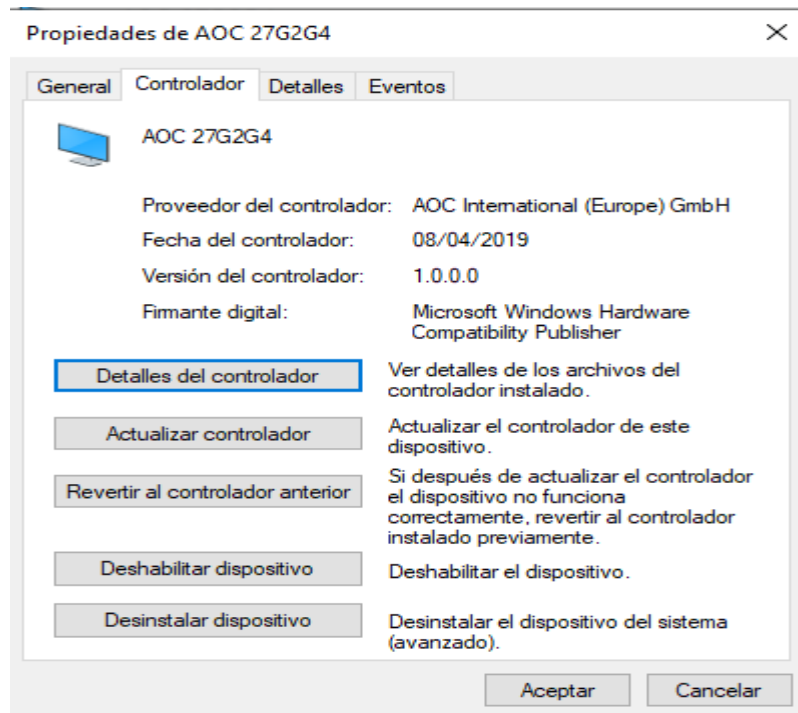 Propiedades de AOC 27G2G4
General Controlador Detalles Eventos
AOC 27G2G4
Proveedor del controlador: AOC International (Europe) GmbH
Fecha del controlador: 08/04/2019
Versión del controlador: 1.0.0.0
Firmante digital: Microsoft Windows Hardware
Compatibility Publisher
Detalles del controlador
Ver detalles de los archivos del
controlador instalado.
Actualizar controlador
Actualizar el controlador de este
dispositivo.
Revertir al controlador anterior
Si después de actualizar el controlador
el dispositivo no funciona
correctamente, revertir al controlador
instalado previamente.
Deshabilitar dispositivo
Deshabilitar el dispositivo.
Desinstalar dispositivo
Desinstalar el dispositivo del sistema
(avanzado).
Aceptar Cancelar